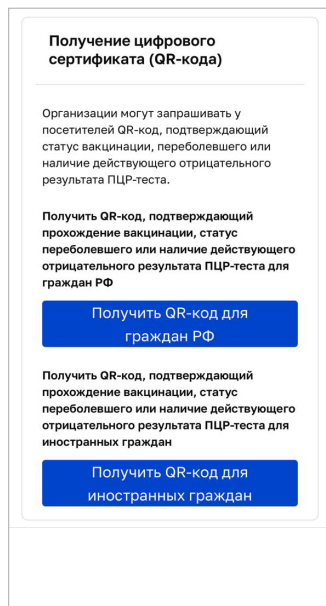 Получение цифрового
сертификата (QR-кода)
Организации могут запрашивать у
посетителей QR-код, подтверждающий
статус вакцинации, переболевшего или
наличие действующего отрицательного
результата ПЦР-теста.
Получить QR-код, подтверждающий
прохождение вакцинации, статус
переболевшего или наличие действующего
отрицательного результата ПЦР-теста для
граждан РФ
Получить QR-код для
граждан РФ
Получить QR-код, подтверждающий
прохождение вакцинации, статус
переболевшего или наличие действующего
отрицательного результата ПЦР-теста для
иностранных граждан
Получить QR-код для
иностранных граждан